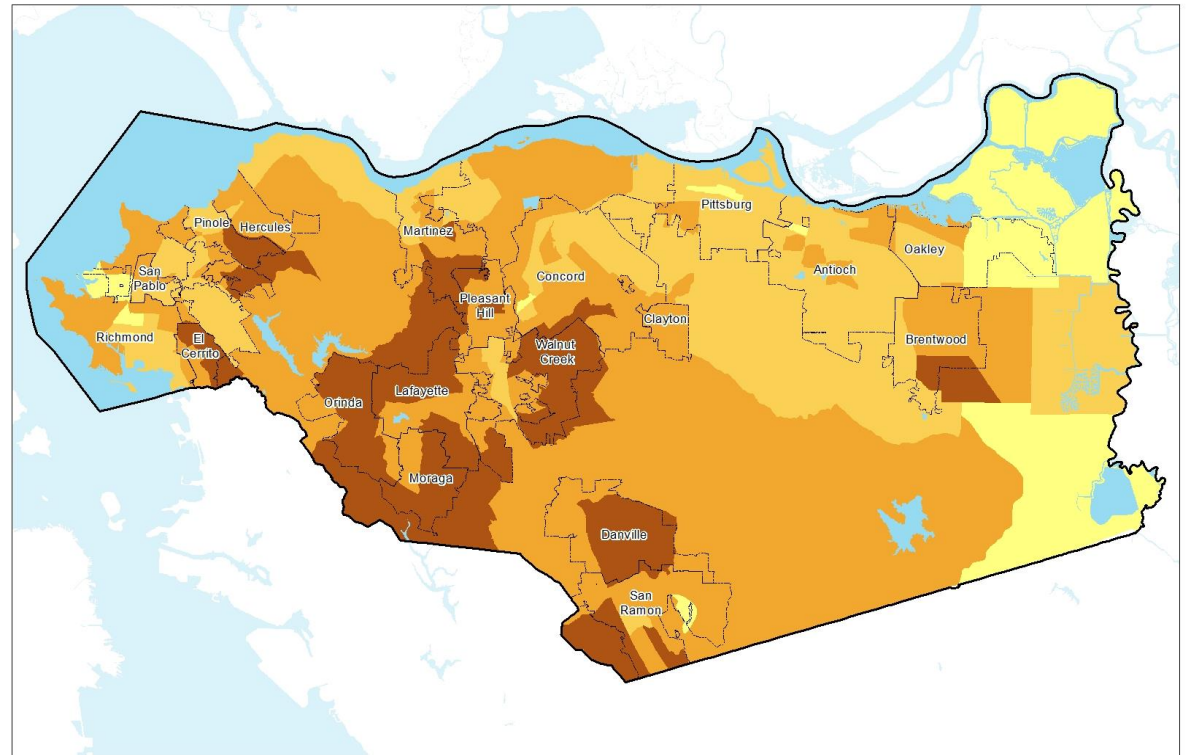 Pinole
Hercules
Martinez
Pittsburg
San
Pablo
Concord
Antioch
Oakley
Pleasant
Hill
Clayton
Richmond
El
Cerrito
Walnut
Creek
Brentwood
Orinda
Lafayette
Moraga
Danville
San
Ramon